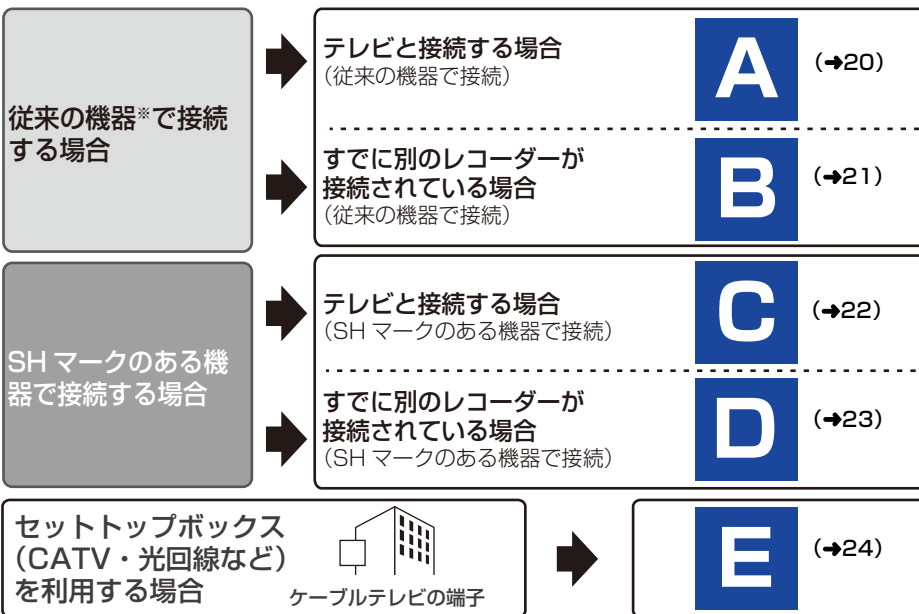 従来の機器※で接続
する場合
テレビと接続する場合
(従来の機器で接続)
A
(➜20)
すでに別のレコーダーが
接続されている場合
(従来の機器で接続)
B
(➜21)
SH マークのある機
器で接続する場合
テレビと接続する場合
(SH マークのある機器で接続)
C
(➜22)
すでに別のレコーダーが
接続されている場合
(SH マークのある機器で接続)
D
(➜23)
セットトップボックス
(CATV・光回線など)
を利用する場合
ケーブルテレビの端子
E
(➜24)